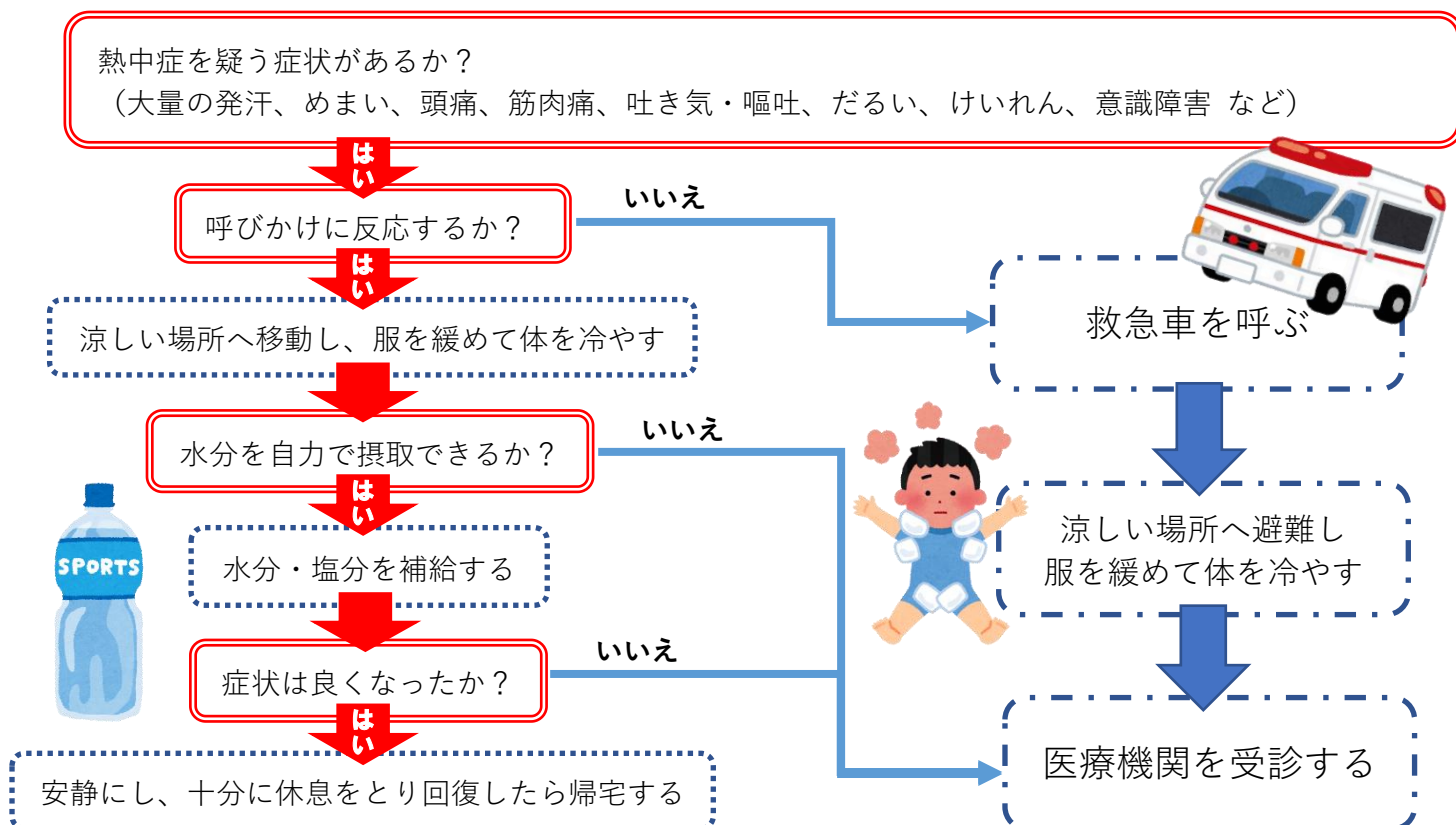 熱中症を疑う症状があるか？
（大量の発汗、めまい、頭痛、筋肉痛、吐き気・嘔吐、だるい、けいれん、意識障害 など）
はい
呼びかけに反応するか？
いいえ
はい
救急車を呼ぶ
涼しい場所へ移動し、服を緩めて体を冷やす
水分を自力で摂取できるか？
いいえ
はい
涼しい場所へ避難し
服を緩めて体を冷やす
SPORTS
水分・塩分を補給する
症状は良くなったか？
いいえ
はい
医療機関を受診する
安静にし、十分に休息をとり回復したら帰宅する